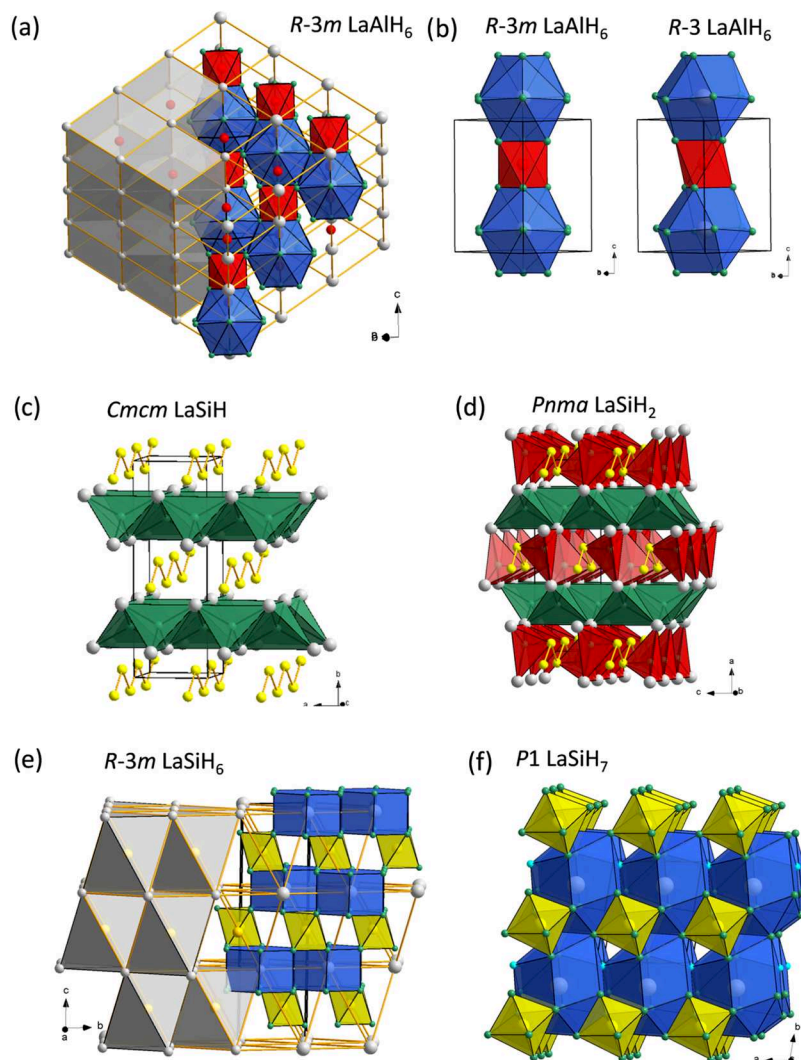 (a)
R-3m LaAlH6
c
(b)
R-3m LaAlH6
R-3 LaAlH6
c
b
c
b
(c)
Cmcm LaSiH
b
a
c
(d)
Pnma LaSiH2
a
c
b
(e)
R-3m LaSiH6
c
a
b
(f)
P1 LaSiH7
b